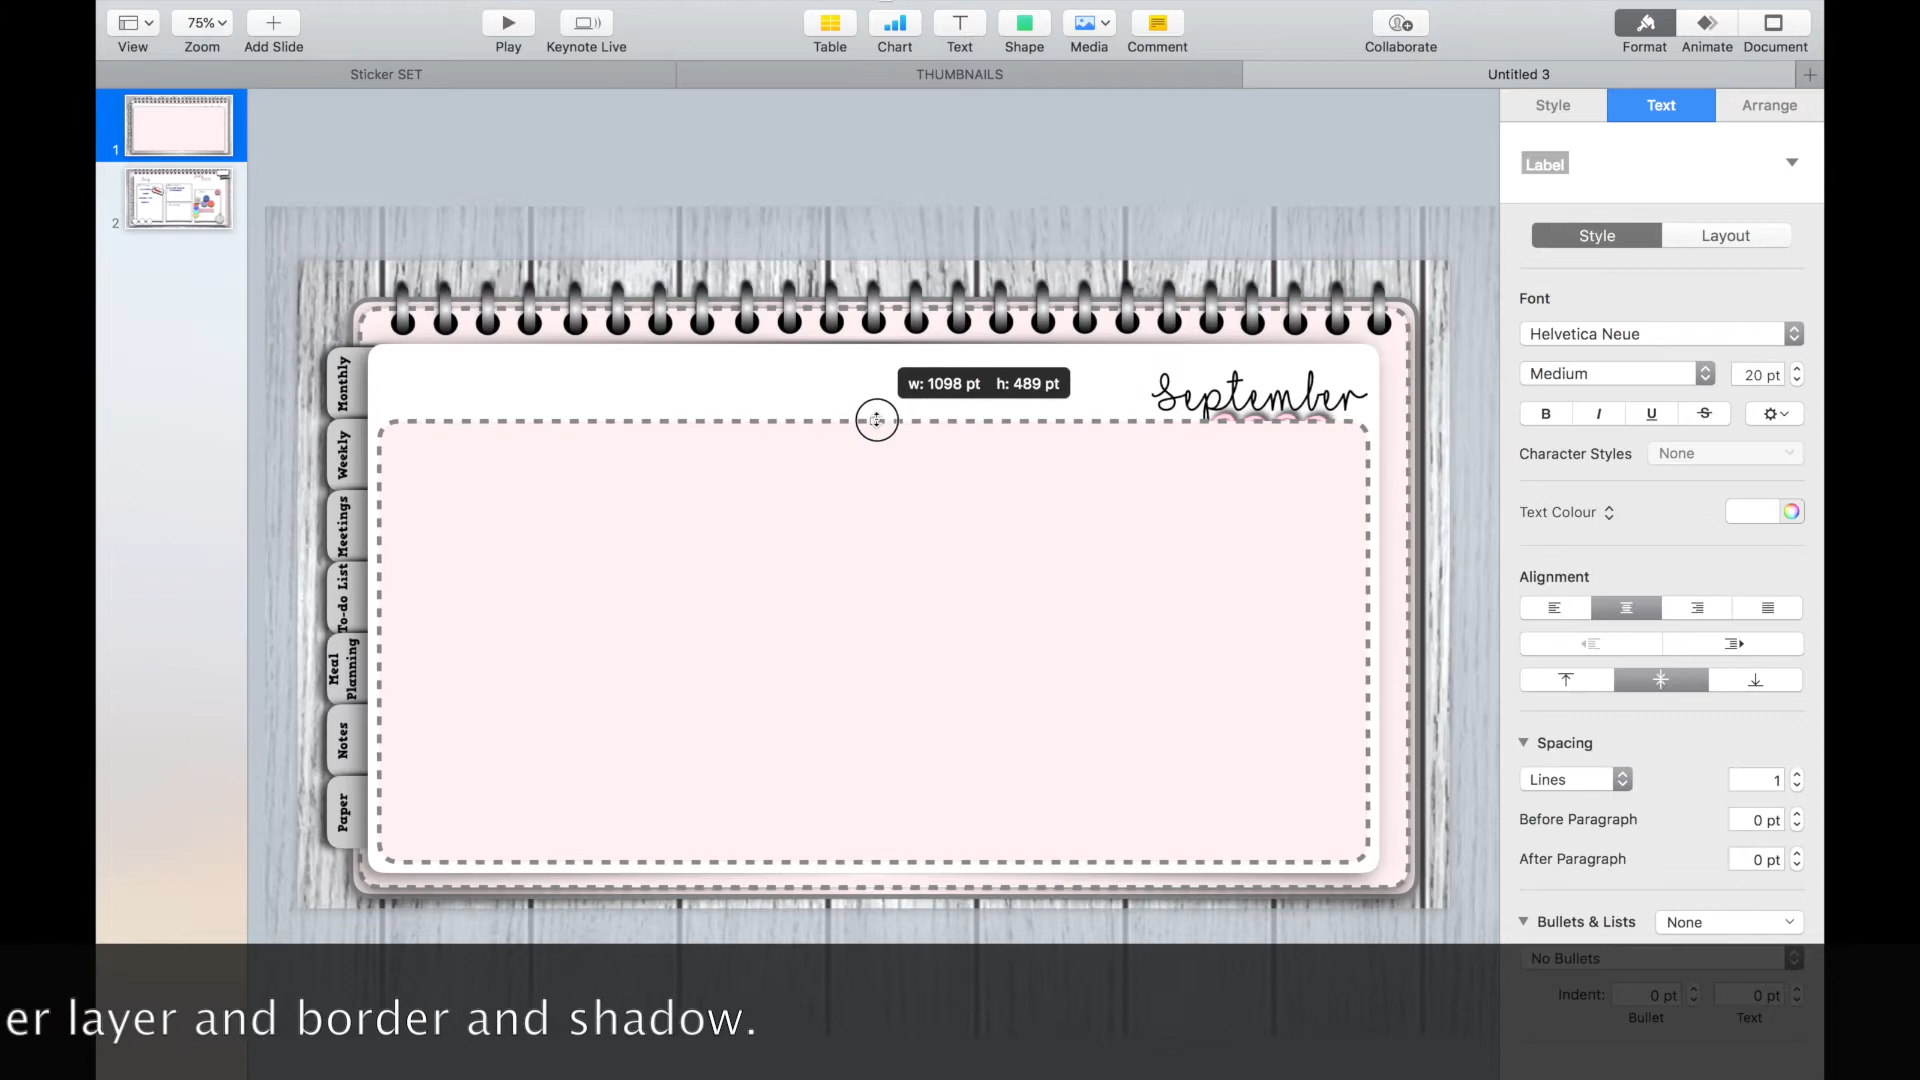 75%
View
Zoom
Add Slide
Play
Keynote Live
Table
Chart
Text
Shape
Media
Comment
Collaborate
Format
Animate
Document
Sticker SET
THUMBNAILS
Untitled 3
1
2
Style
Text
Arrange
Label
Style
Layout
Font
Helvetica Neue
Medium
20 pt
B
I
U
S
Character Styles
None
Text Colour
Alignment
Spacing
Lines
1
Before Paragraph
0 pt
After Paragraph
0 pt
Bullets & Lists
None
No Bullets
Indent:
0 pt
0 pt
Bullet
Text
Monthly
Weekly
Meetings
To-do List
Meal
Planning
Notes
Paper
September
w: 1098 pt h: 489 pt
er layer and border and shadow.